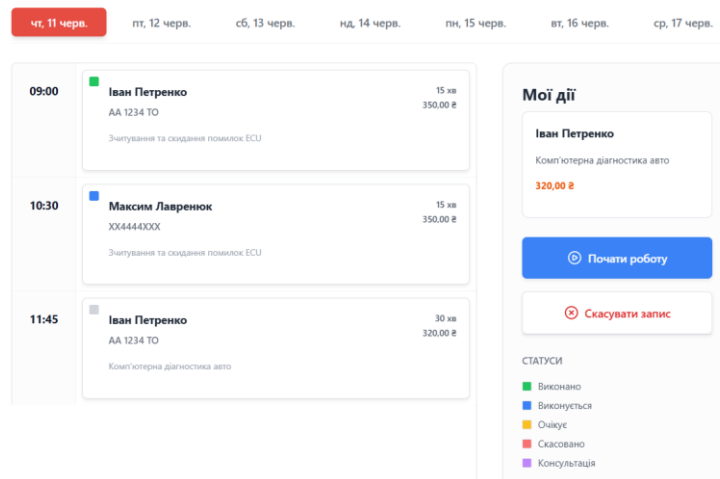 чт, 11 черв.
пт, 12 черв.
сб, 13 черв.
нд, 14 черв.
пн, 15 черв.
вт, 16 черв.
ср, 17 черв.
09:00
Іван Петренко
15 хв
350,00 ₴
AA 1234 TO
Зчитування та скидання помилок ECU
10:30
Максим Лавренюк
15 хв
350,00 ₴
XX4444XXX
Зчитування та скидання помилок ECU
11:45
Іван Петренко
30 хв
320,00 ₴
AA 1234 TO
Комп'ютерна діагностика авто
Мої дії
Іван Петренко
Комп'ютерна діагностика авто
320,00 ₴
Почати роботу
Скасувати запис
СТАТУСИ
Виконано
Виконується
Очікує
Скасовано
Консультація